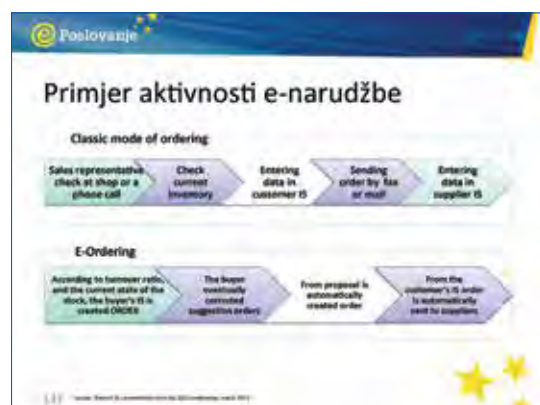 e Poslovanje
Primjer aktivnosti e-narudžbe
Classic mode of ordering
Sales representative
check at shop or a
phone call
Check
current
inventory
Entering
data in
customer IS
Sending
order by fax
or mail
Entering
data in
supplier IS
E-Ordering
According to turnover ratio,
and the current state of the
stock, the buyer's IS is
created ORDER
The buyer
eventually
corrected
suggestion orders
From proposal is
automatically
created order
From the
customer's IS order
is automatically
sent to suppliers